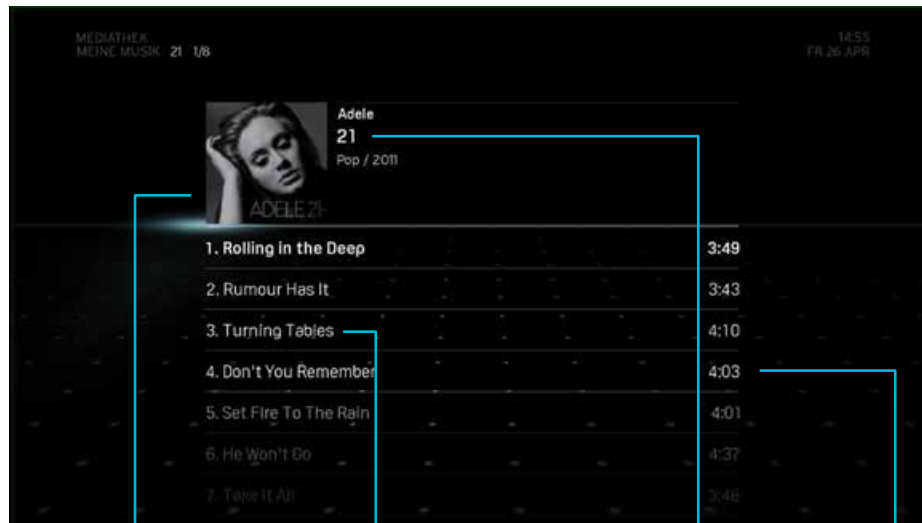 MEDIATHEK
MEINE MUSIK 21 1/8
14:55
FR 26 APR
Adele
21
Pop / 2011
ADELE 21
1. Rolling in the Deep 3:49
2. Rumour Has It 3:43
3. Turning Tables 4:10
4. Don't You Remember 4:03
5. Set Fire To The Rain 4:01
6. He Won't Go 4:37
7. Take It All 3:48